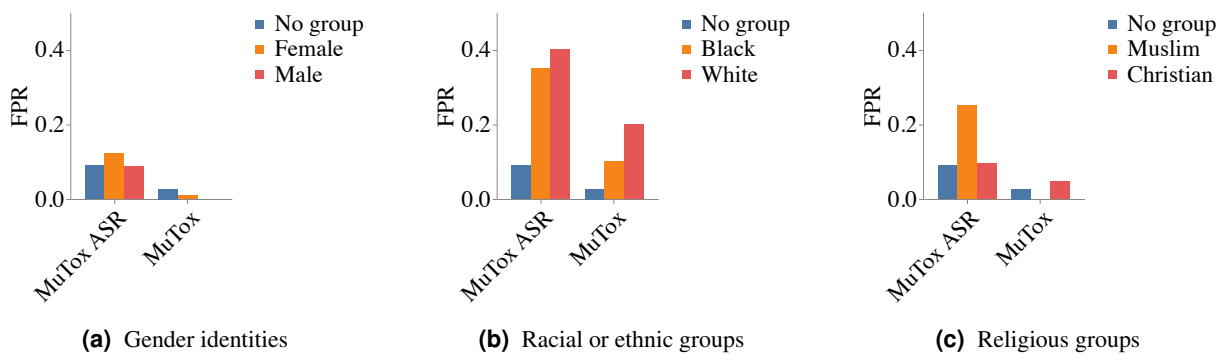 No group
Female
Male
FPR
0.4
0.2
0.0
MuTox ASR
MuTox
(a) Gender identities
No group
Black
White
FPR
0.4
0.2
0.0
MuTox ASR
MuTox
(b) Racial or ethnic groups
No group
Muslim
Christian
FPR
0.4
0.2
0.0
MuTox ASR
MuTox
(c) Religious groups